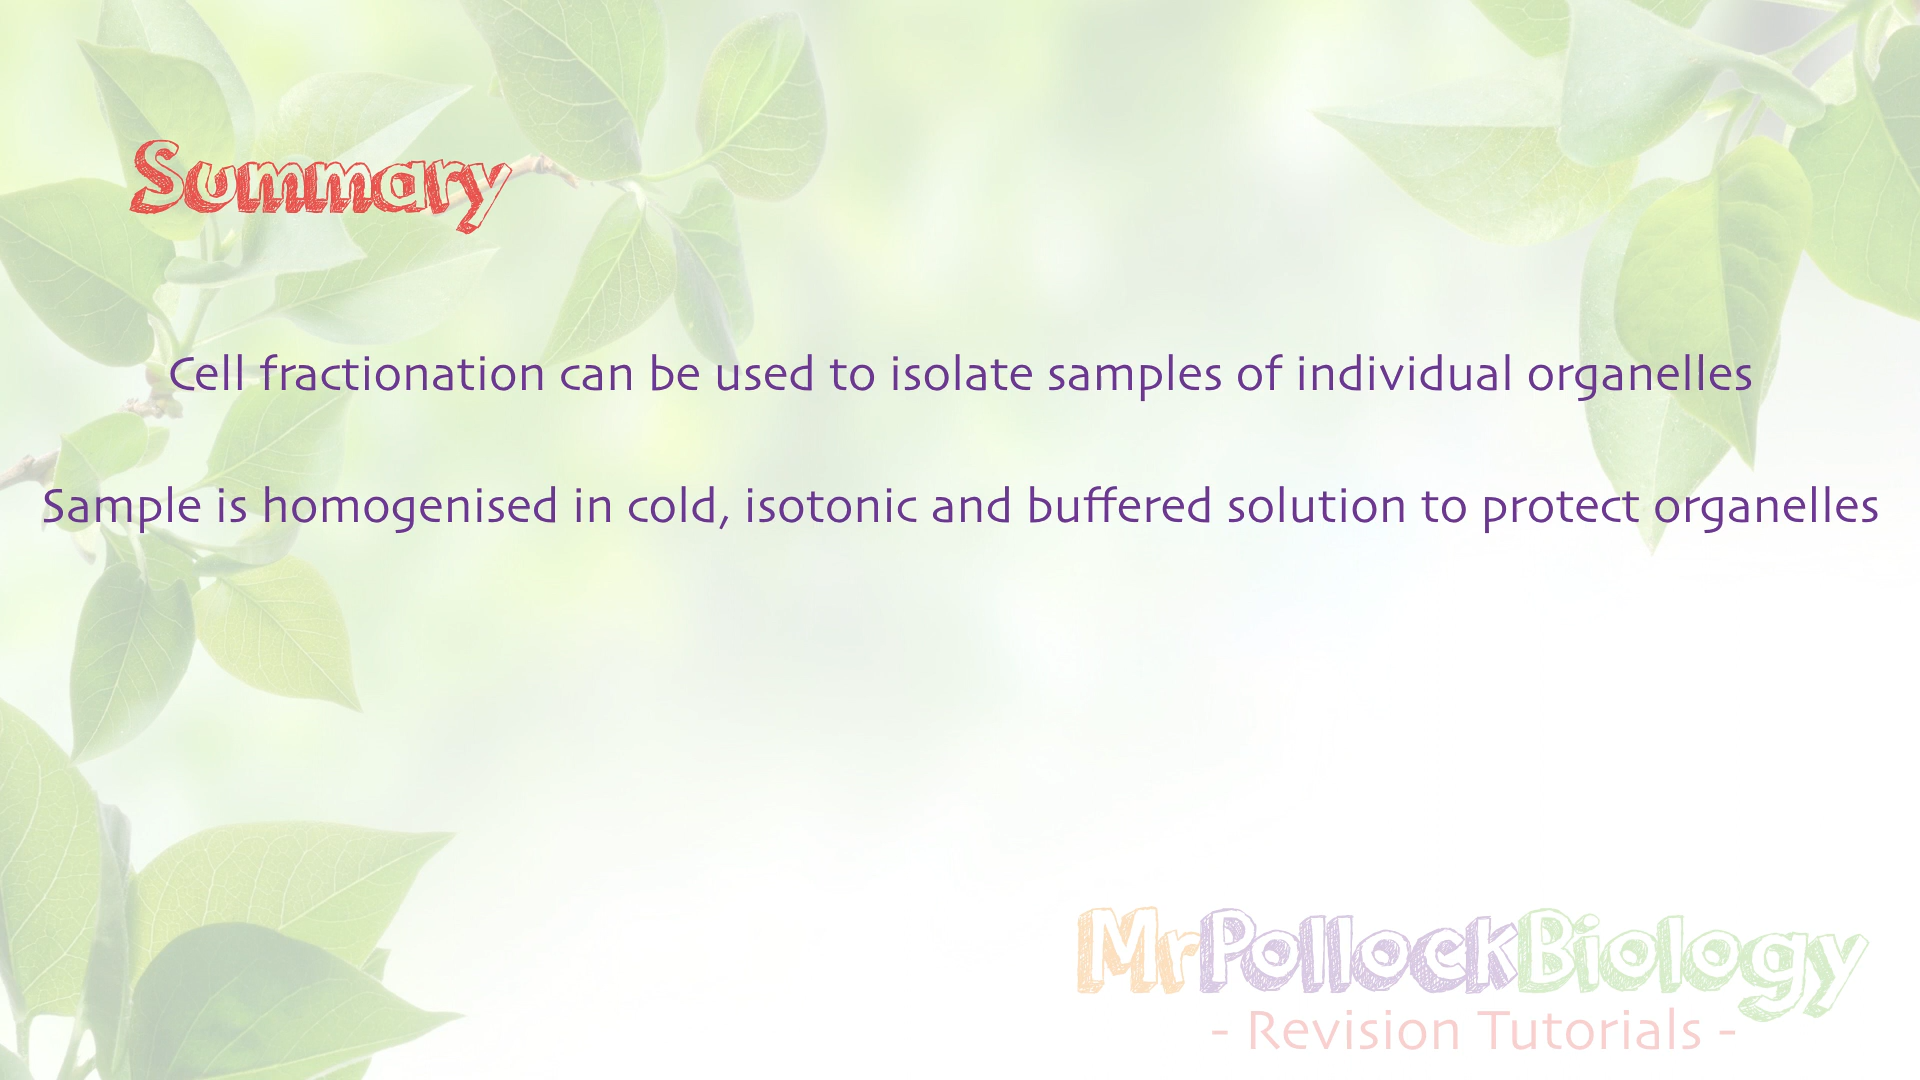 Summary
Cell fractionation can be used to isolate samples of individual organelles
Sample is homogenised in cold, isotonic and buffered solution to protect organelles
MrPollockBiology
- Revision Tutorials -